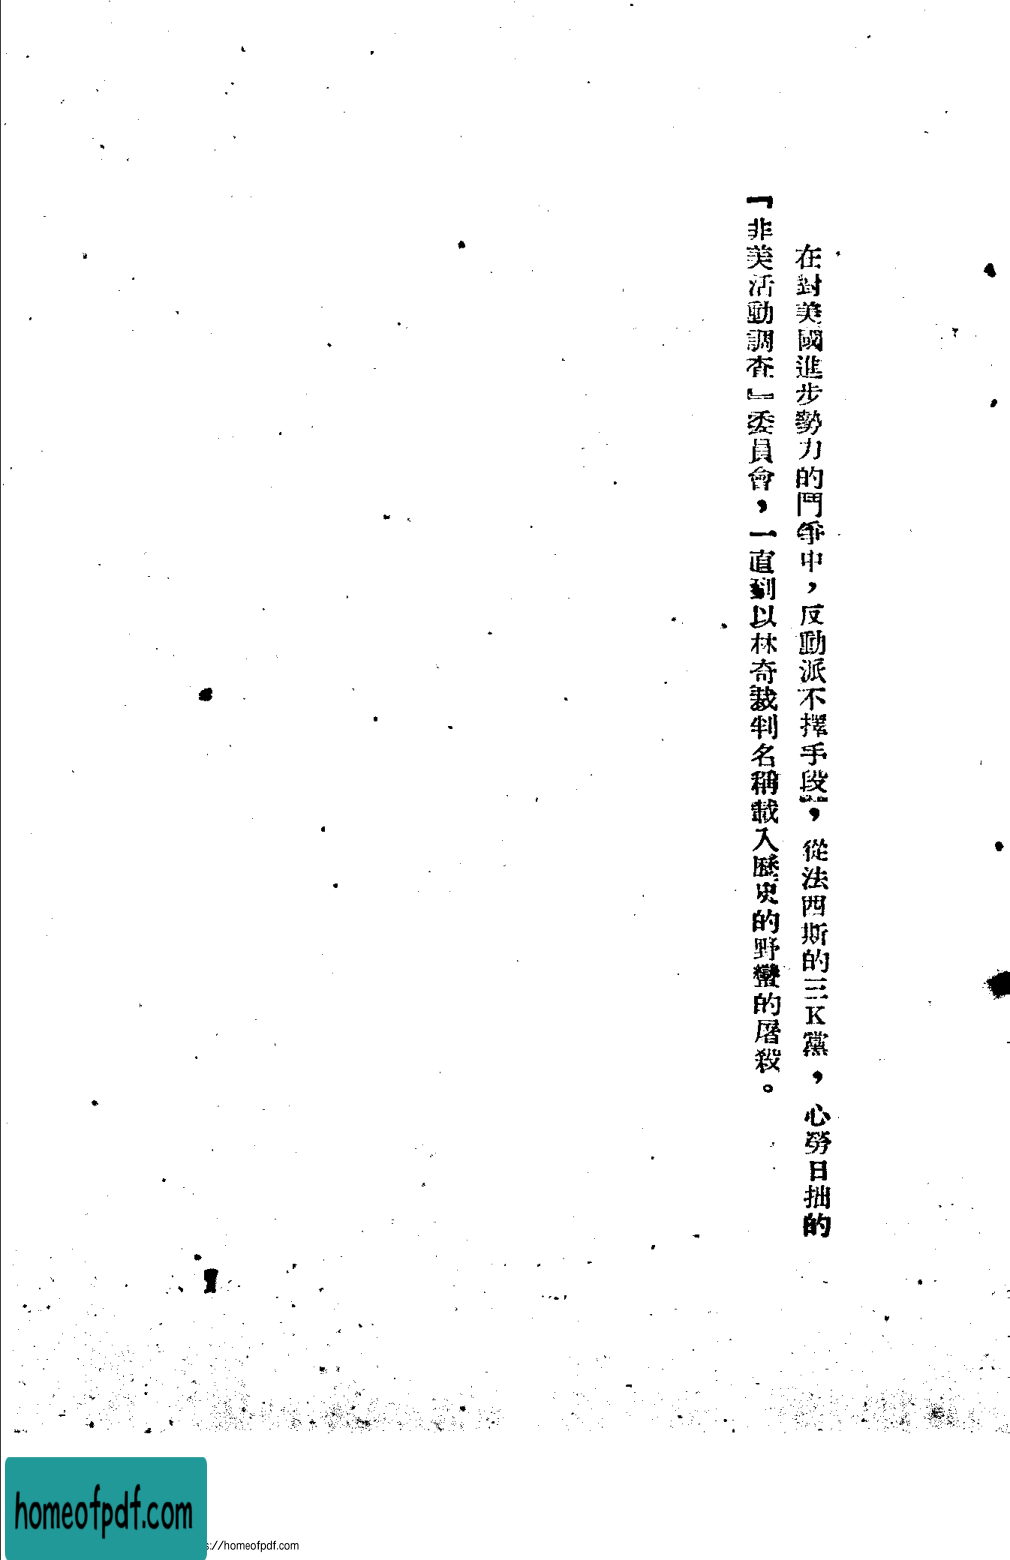 在對美國進步勢力的鬥爭中，反動派不擇手段，從法西斯的三K黨，心勞日拙的
『非美活動調查』委員會，一直到以林奇裁判名稱載入歷史的野蠻的屠殺。
1
homeofpdf.com
s://homeofpdf.com